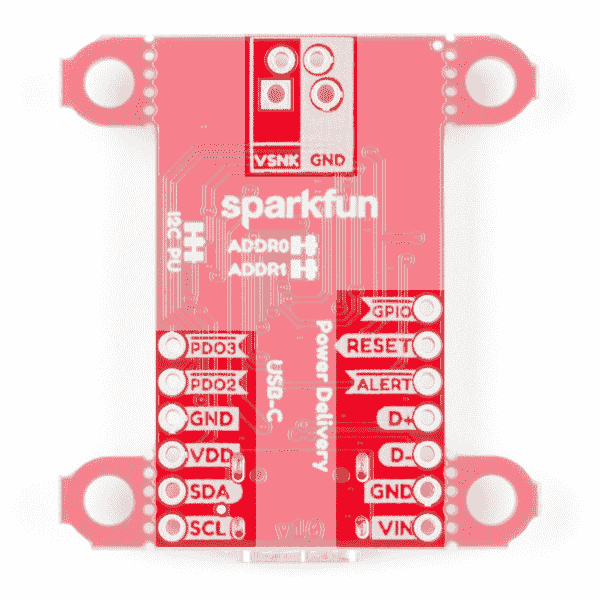 VSNK GND
sparkfun
I2C PU
ADDR0
ADDR1
GPIO
PDO3
RESET
PDO2
ALERT
GND
D+
VDD
D-
SDA
GND
SCL
VIN
USB-C
Power Delivery